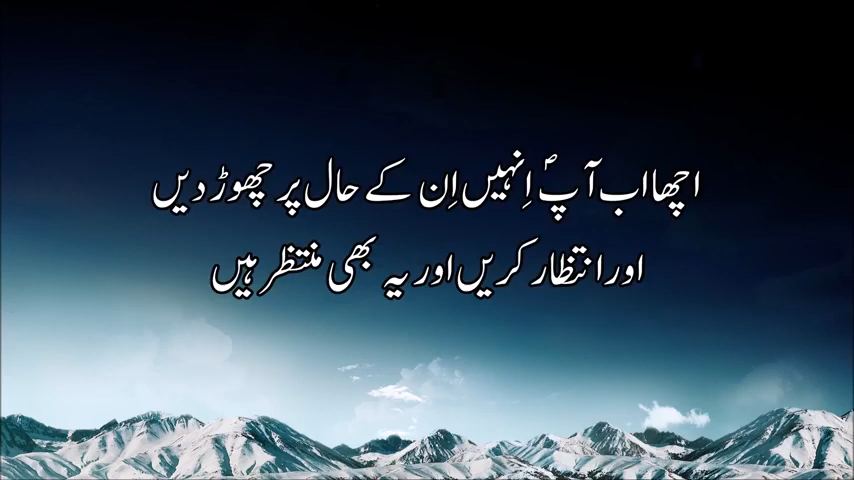 اچھا اب آپؐ اِنہیں اِن کے حال پر چھوڑ دیں
اور انتظار کریں اور یہ بھی منتظر ہیں